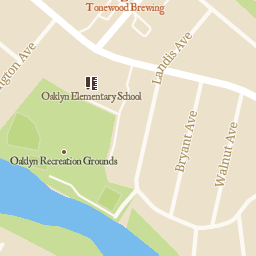 Tonewood Brewing
Landis Ave
Oaklyn Elementary School
Bryant Ave
Walnut Ave
Oaklyn Recreation Grounds